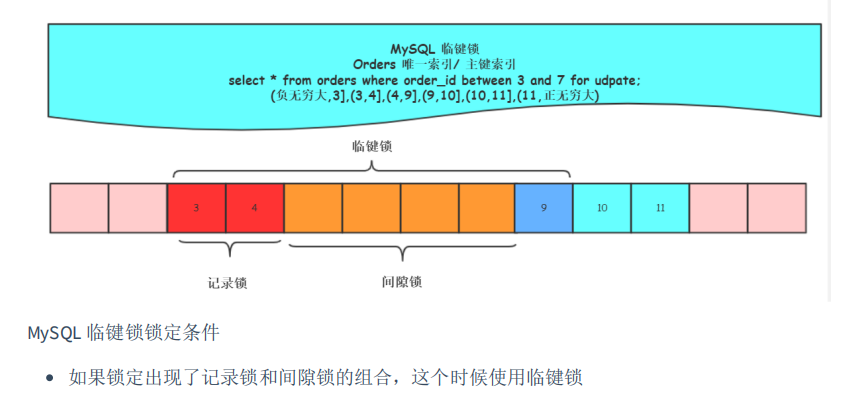 MySQL 临键锁
Orders 唯一索引/ 主键索引
select * from orders where order_id between 3 and 7 for udpate;
(负无穷大,3],(3,4],(4,9],(9,10],(10,11],(11,正无穷大)
临键锁
3 4 9 10 11
记录锁 间隙锁
MySQL 临键锁锁定条件
• 如果锁定出现了记录锁和间隙锁的组合，这个时候使用临键锁